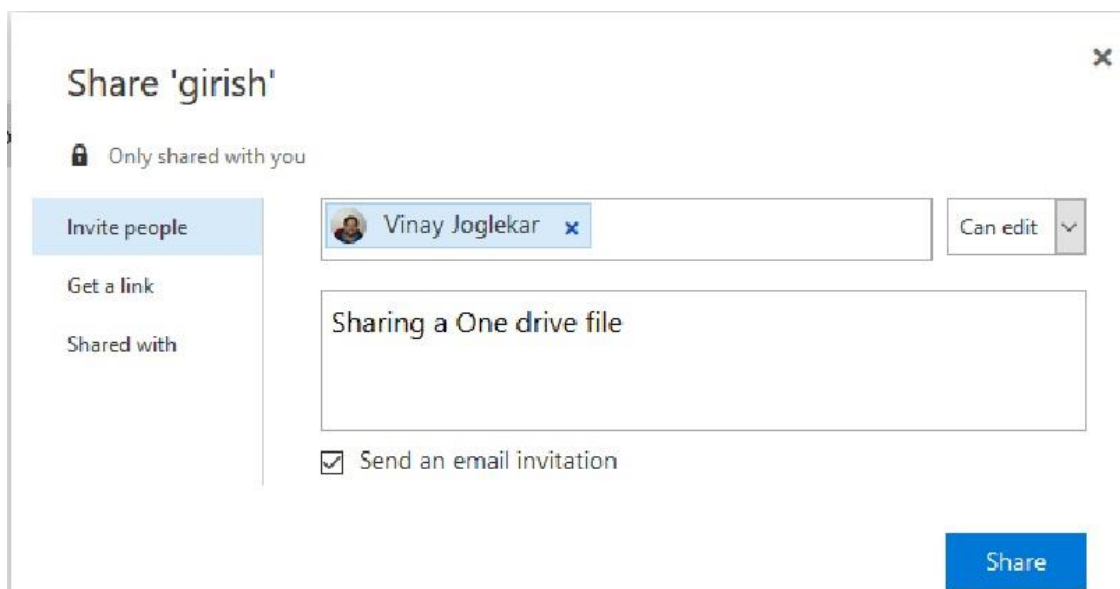 Share 'girish'
Only shared with you
Invite people
Vinay Joglekar
Can edit
Get a link
Sharing a One drive file
Shared with
Send an email invitation
Share